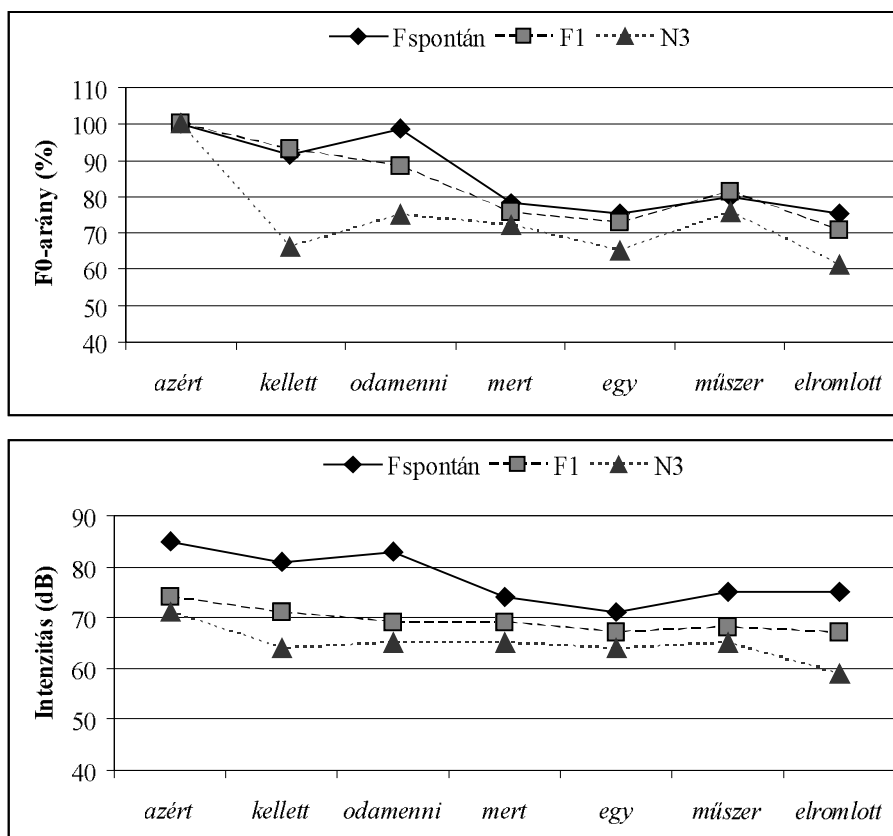 Fspontán F1 N3
F0-arány (%)
110
100
90
80
70
60
50
40
azért kellett odamenni mert egy műszer elromlott
Fspontán F1 N3
Intenzitás (dB)
90
80
70
60
50
40
azért kellett odamenni mert egy műszer elromlott